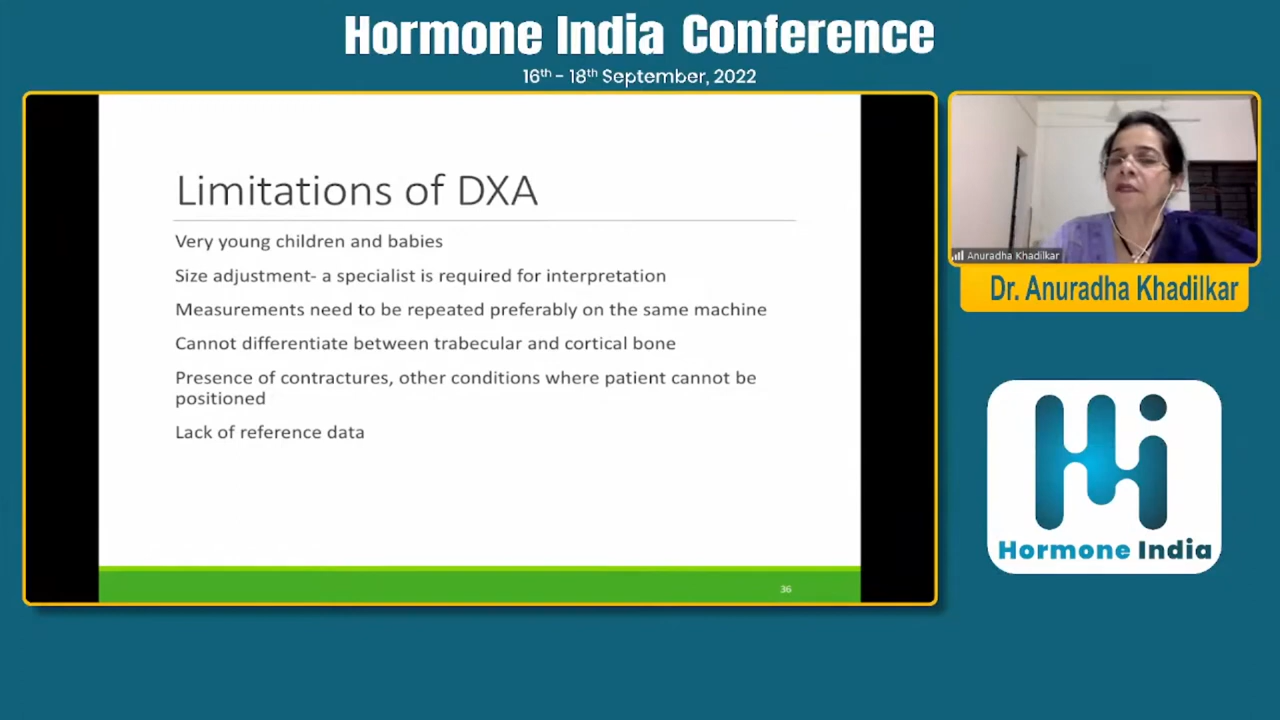 Hormone India Conference
16th - 18th September, 2022
Limitations of DXA
Very young children and babies
Size adjustment- a specialist is required for interpretation
Measurements need to be repeated preferably on the same machine
Cannot differentiate between trabecular and cortical bone
Presence of contractures, other conditions where patient cannot be
positioned
Lack of reference data
36
Anuradha Khadilkar
Dr. Anuradha Khadilkar
Hi
Hormone India